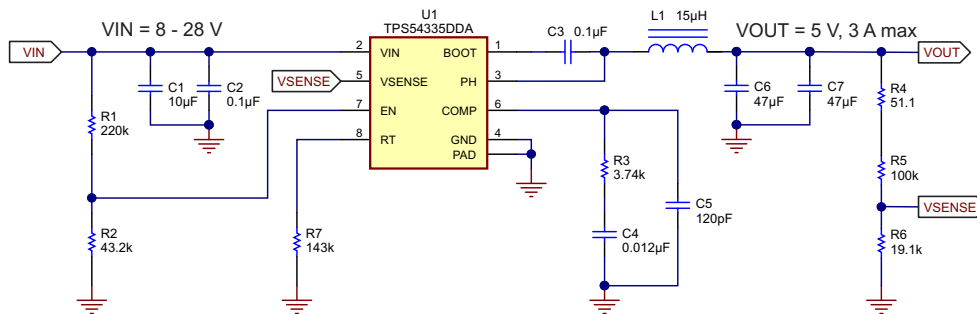 U1
TPS54335DDA
VIN
VIN = 8 - 28 V
2 VIN BOOT 1
C3 0.1µF
L1 15µH
VOUT = 5 V, 3 A max
VOUT
VSENSE
5 VSENSE PH 3
C1
10µF
C2
0.1µF
7 EN COMP 6
8 RT GND 4
PAD
C6
47µF
C7
47µF
R4
51.1
R1
220k
R3
3.74k
R5
100k
C5
120pF
VSENSE
R2
43.2k
R7
143k
C4
0.012µF
R6
19.1k